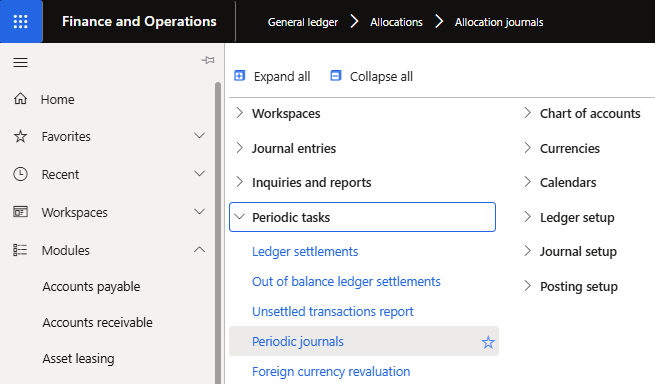 Finance and Operations
General ledger > Allocations > Allocation journals
Home
Favorites
Recent
Workspaces
Modules
Accounts payable
Accounts receivable
Asset leasing
Expand all
Collapse all
Workspaces
Journal entries
Inquiries and reports
Periodic tasks
Ledger settlements
Out of balance ledger settlements
Unsettled transactions report
Periodic journals
Foreign currency revaluation
Chart of accounts
Currencies
Calendars
Ledger setup
Journal setup
Posting setup